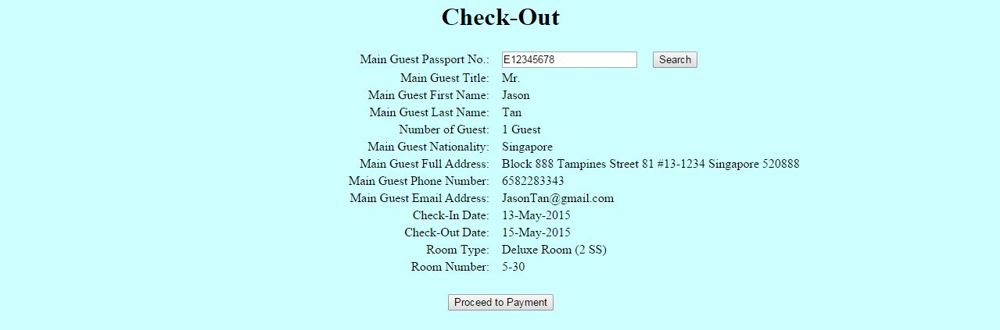 Check-Out
Main Guest Passport No.: E12345678 Search
Main Guest Title: Mr.
Main Guest First Name: Jason
Main Guest Last Name: Tan
Number of Guest: 1 Guest
Main Guest Nationality: Singapore
Main Guest Full Address: Block 888 Tampines Street 81 #13-1234 Singapore 520888
Main Guest Phone Number: 6582283343
Main Guest Email Address: JasonTan@gmail.com
Check-In Date: 13-May-2015
Check-Out Date: 15-May-2015
Room Type: Deluxe Room (2 SS)
Room Number: 5-30
Proceed to Payment